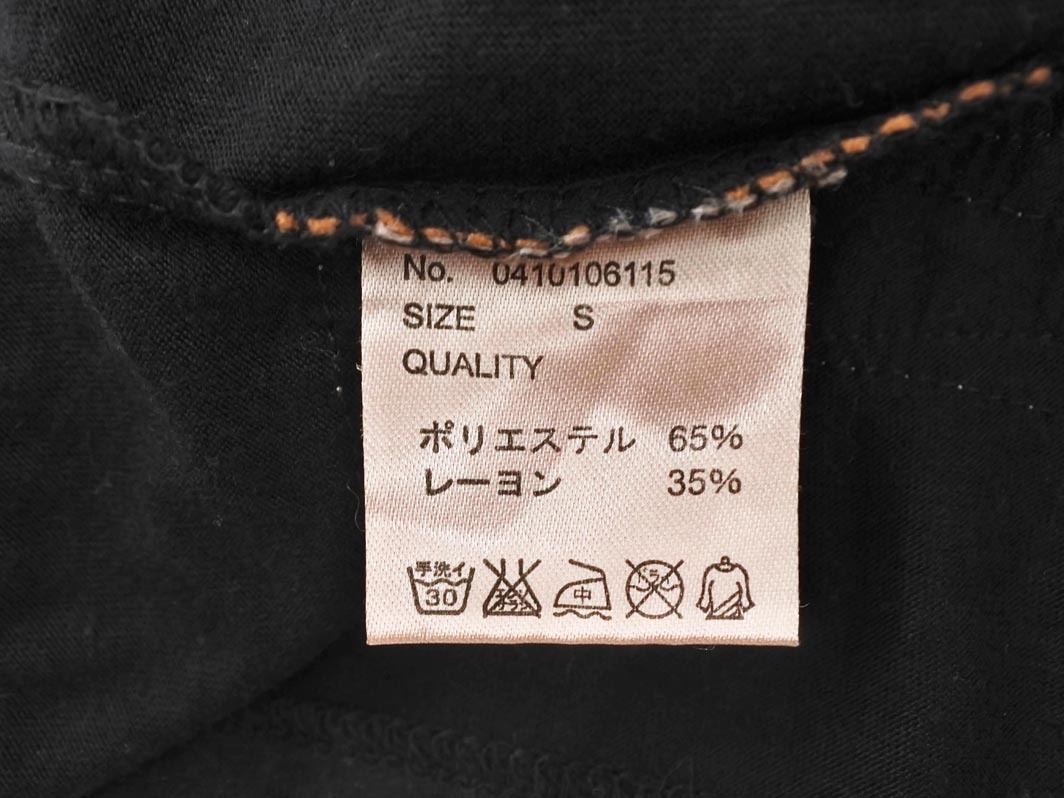 No. 0410106115
SIZE S
QUALITY
ポリエステル 65%
レーヨン 35%
手洗イ 30 中